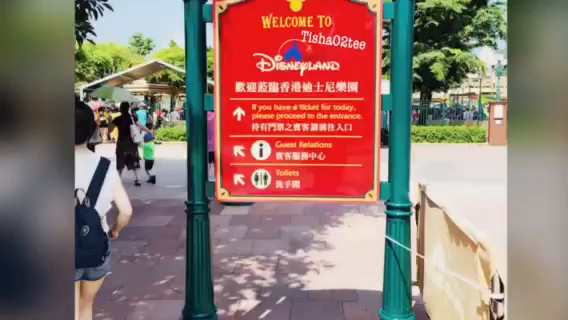 WELCOME TO
Tisha02tee
DISNEYLAND
歡迎蒞臨香港迪士尼樂園
If you have a ticket for today,
please proceed to the entrance.
持有門票之賓客請前往入口
Guest Relations
賓客服務中心
Toilets
洗手間